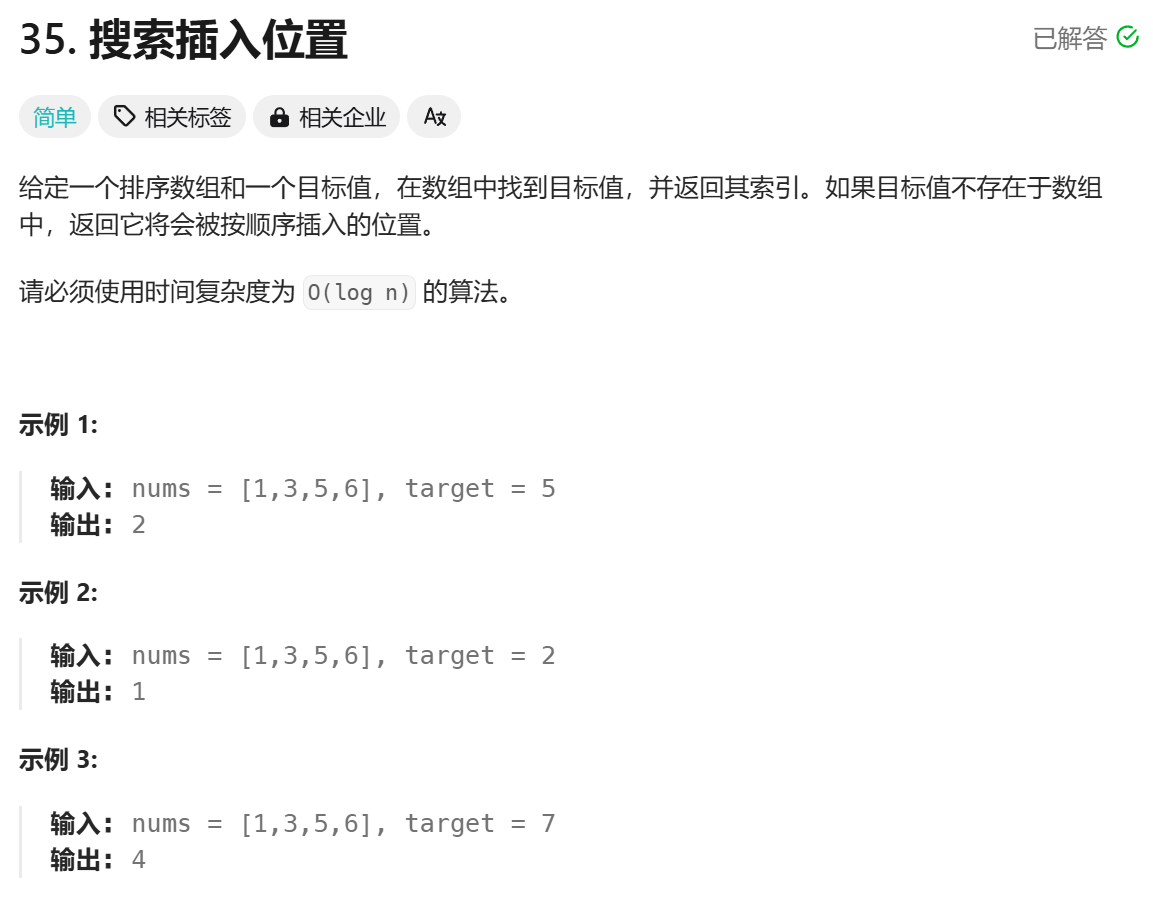 35. 搜索插入位置
已解答
简单 相关标签 相关企业 Aa
给定一个排序数组和一个目标值，在数组中找到目标值，并返回其索引。如果目标值不存在于数组
中，返回它将会被按顺序插入的位置。
请必须使用时间复杂度为 O(log n) 的算法。
示例 1:
输入: nums = [1,3,5,6], target = 5
输出: 2
示例 2:
输入: nums = [1,3,5,6], target = 2
输出: 1
示例 3:
输入: nums = [1,3,5,6], target = 7
输出: 4